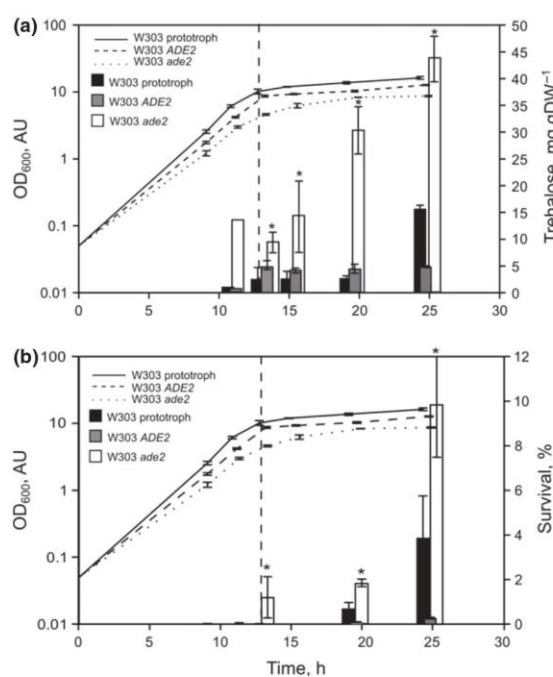 (a)
100
10
1
0.1
0.01
OD600, AU
W303 prototroph
W303 ADE2
W303 ade2
W303 prototroph
W303 ADE2
W303 ade2
* * * *
50
45
40
35
30
25
20
15
10
5
0
Trehalose, mg gDW−1
0 5 10 15 20 25 30
(b)
100
10
1
0.1
0.01
OD600, AU
W303 prototroph
W303 ADE2
W303 ade2
W303 prototroph
W303 ADE2
W303 ade2
* * *
12
10
8
6
4
2
0
Survival, %
0 5 10 15 20 25 30
Time, h